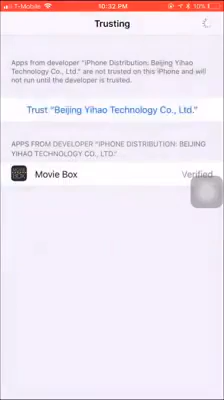 T-Mobile 10:32 PM 10%
Trusting
Apps from developer "iPhone Distribution: Beijing
Yihao Technology Co., Ltd." are not trusted on this iPhone and will
not run until the developer is trusted.
Trust "Beijing Yihao Technology Co., Ltd."
APPS FROM DEVELOPER "IPHONE DISTRIBUTION: BEIJING
YIHAO TECHNOLOGY CO., LTD."
Movie Box Verified